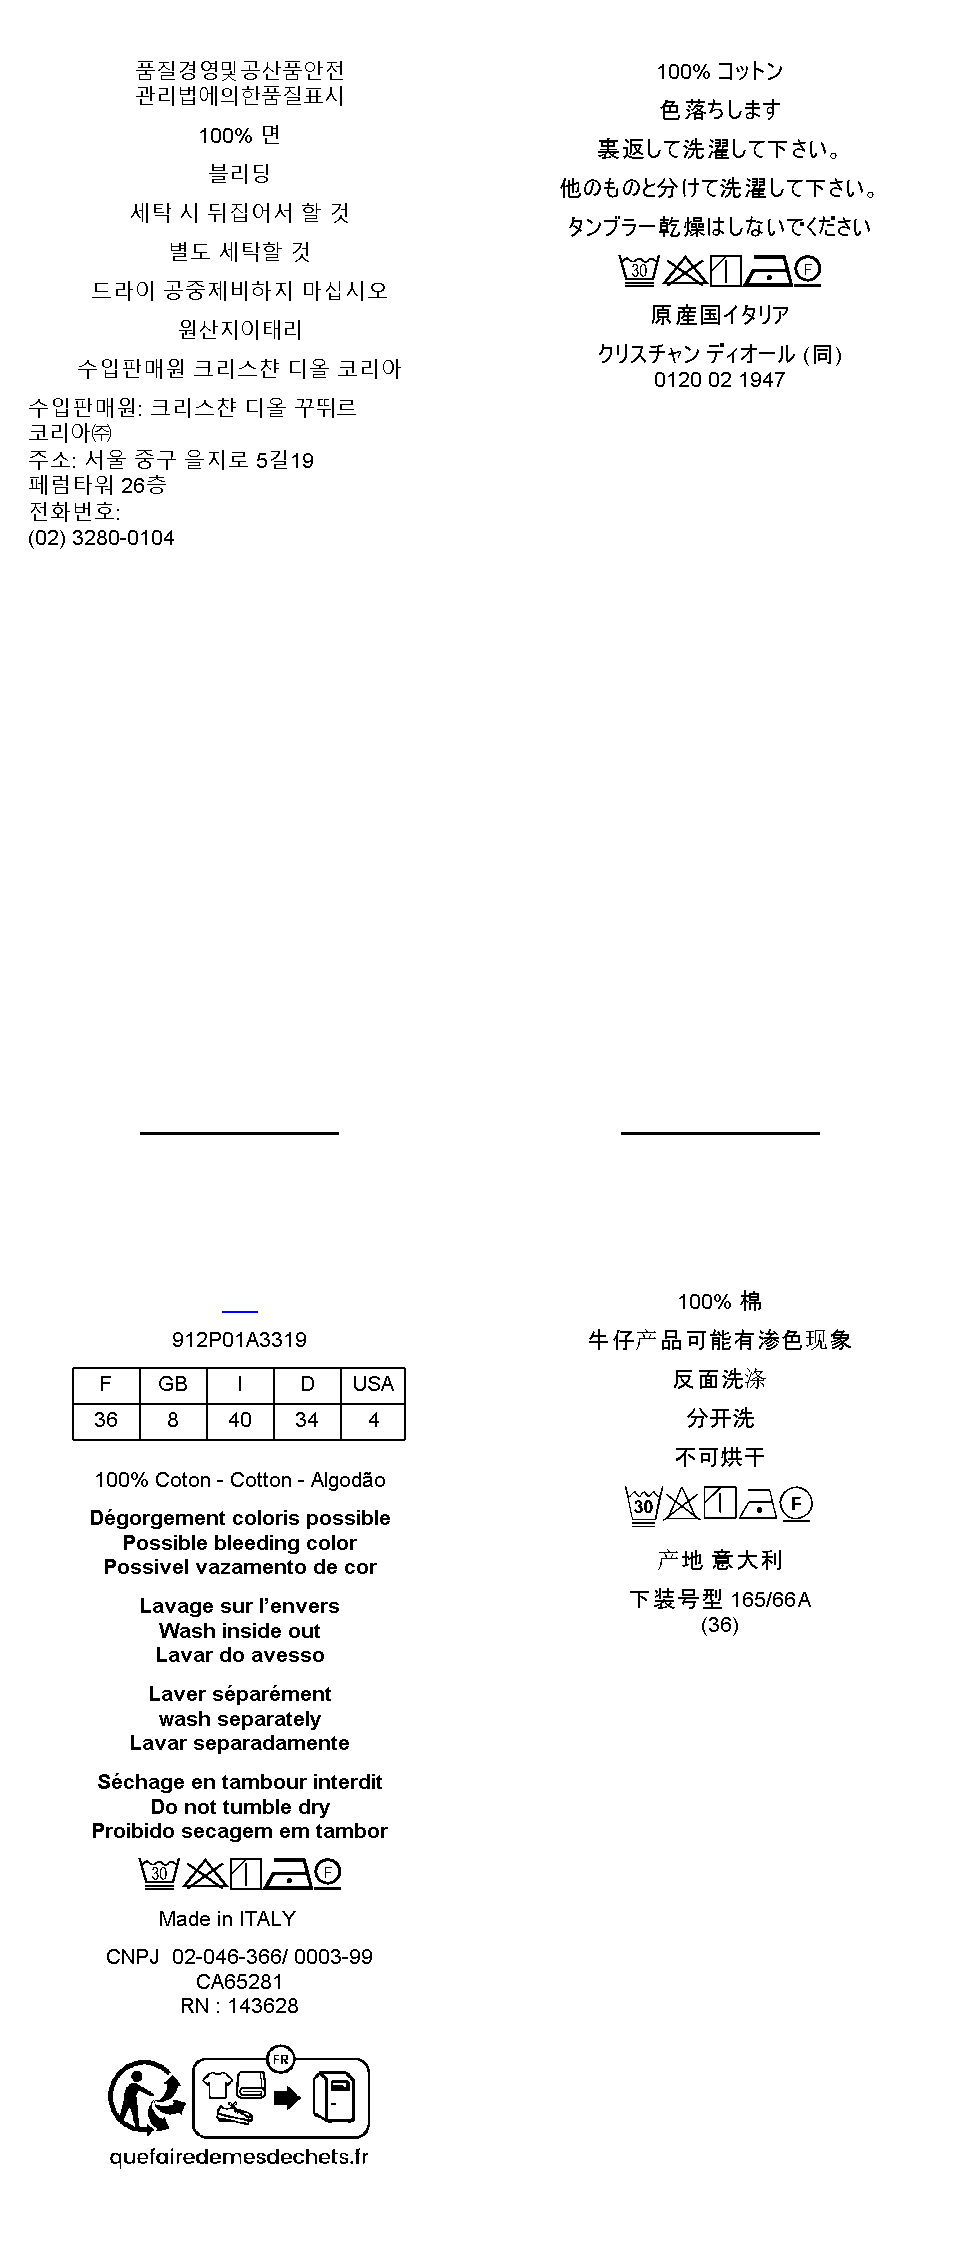 품질경영및공산품안전
관리법에의한품질표시
100% 면
블리딩
세탁 시 뒤집어서 할 것
별도 세탁할 것
드라이 공중제비하지 마십시오
원산지이태리
수입판매원 크리스챤 디올 코리아
수입판매원: 크리스챤 디올 꾸뛰르
코리아㈜
주소: 서울 중구 을지로 5길19
페럼타워 26층
전화번호:
(02) 3280-0104
100% コットン
色落ちします
裏返して洗濯して下さい。
他のものと分けて洗濯して下さい。
タンブラー乾燥はしないでください
30 F
原産国イタリア
クリスチャン ディオール (同)
0120 02 1947
912P01A3319
F GB I D USA
36 8 40 34 4
100% Coton - Cotton - Algodão
Dégorgement coloris possible
Possible bleeding color
Possivel vazamento de cor
Lavage sur l’envers
Wash inside out
Lavar do avesso
Laver séparément
wash separately
Lavar separadamente
Séchage en tambour interdit
Do not tumble dry
Proibido secagem em tambor
30 F
Made in ITALY
CNPJ 02-046-366/ 0003-99
CA65281
RN : 143628
FR
quefairedemesdechets.fr
100% 棉
牛仔产品可能有渗色现象
反面洗涤
分开洗
不可烘干
30 F
产地 意大利
下装号型 165/66A
(36)